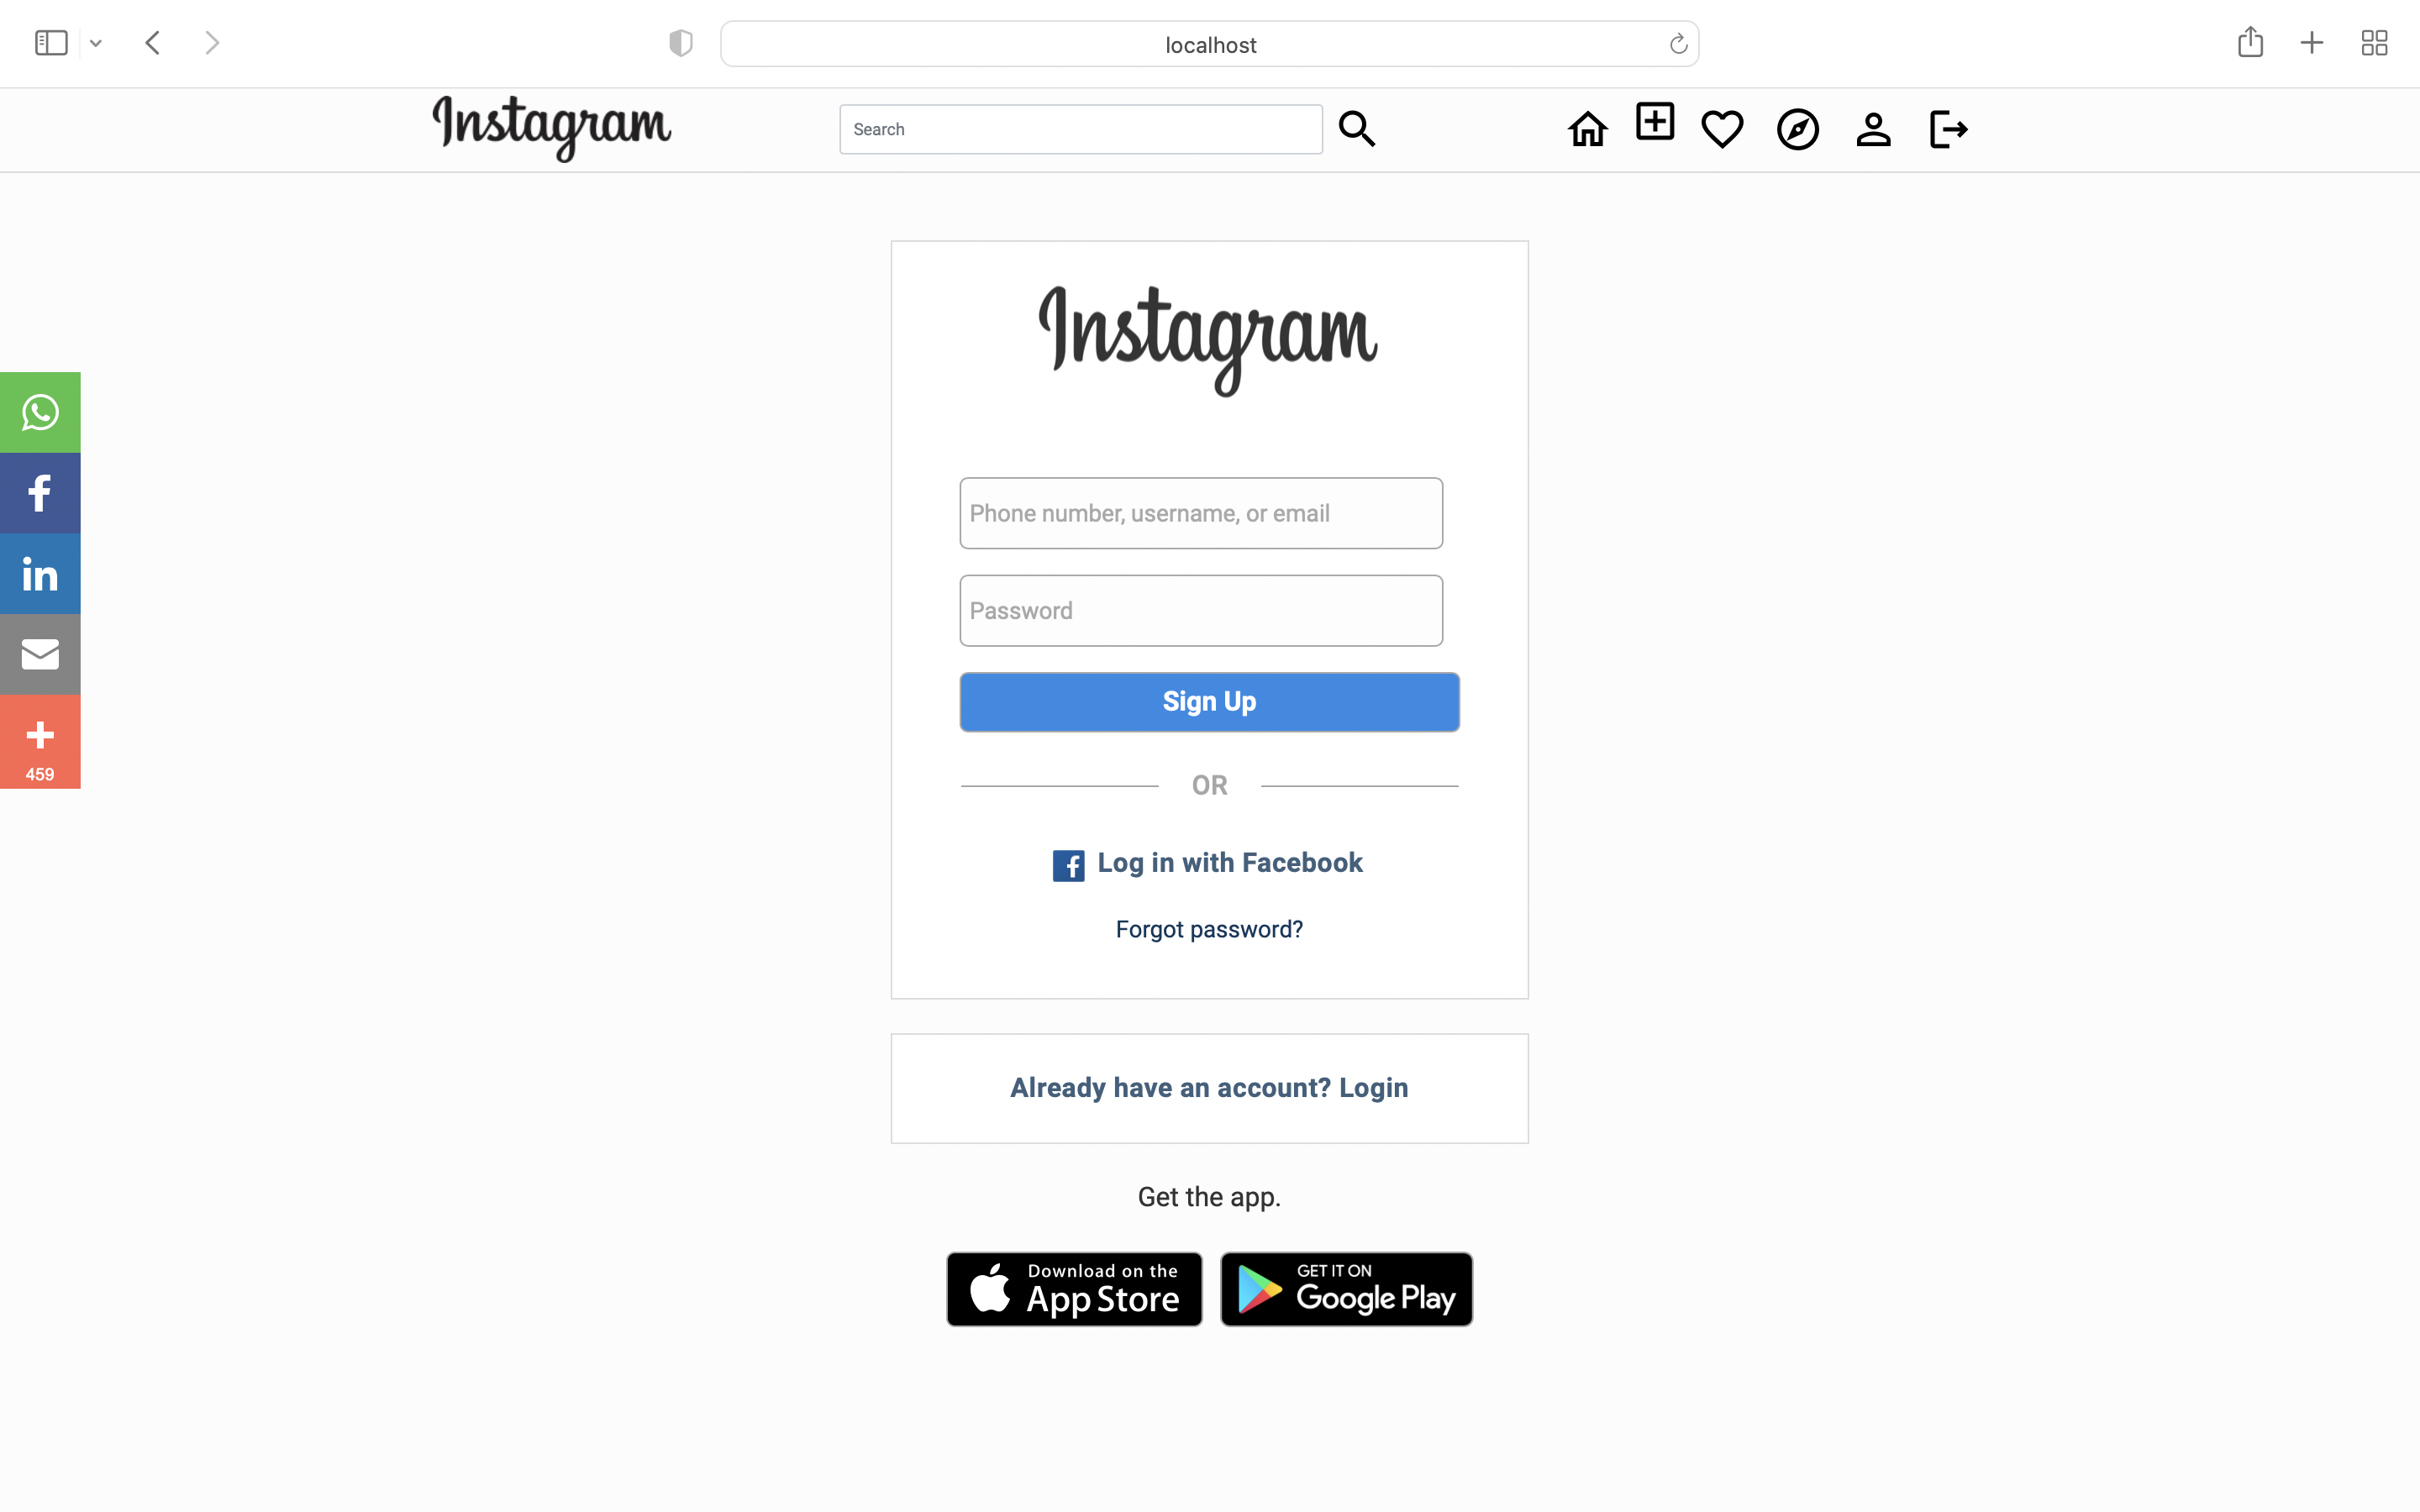 localhost
Instagram
Search
Instagram
Phone number, username, or email
Password
Sign Up
OR
Log in with Facebook
Forgot password?
in
459
Already have an account? Login
Get the app.
Download on the
App Store
GET IT ON
Google Play